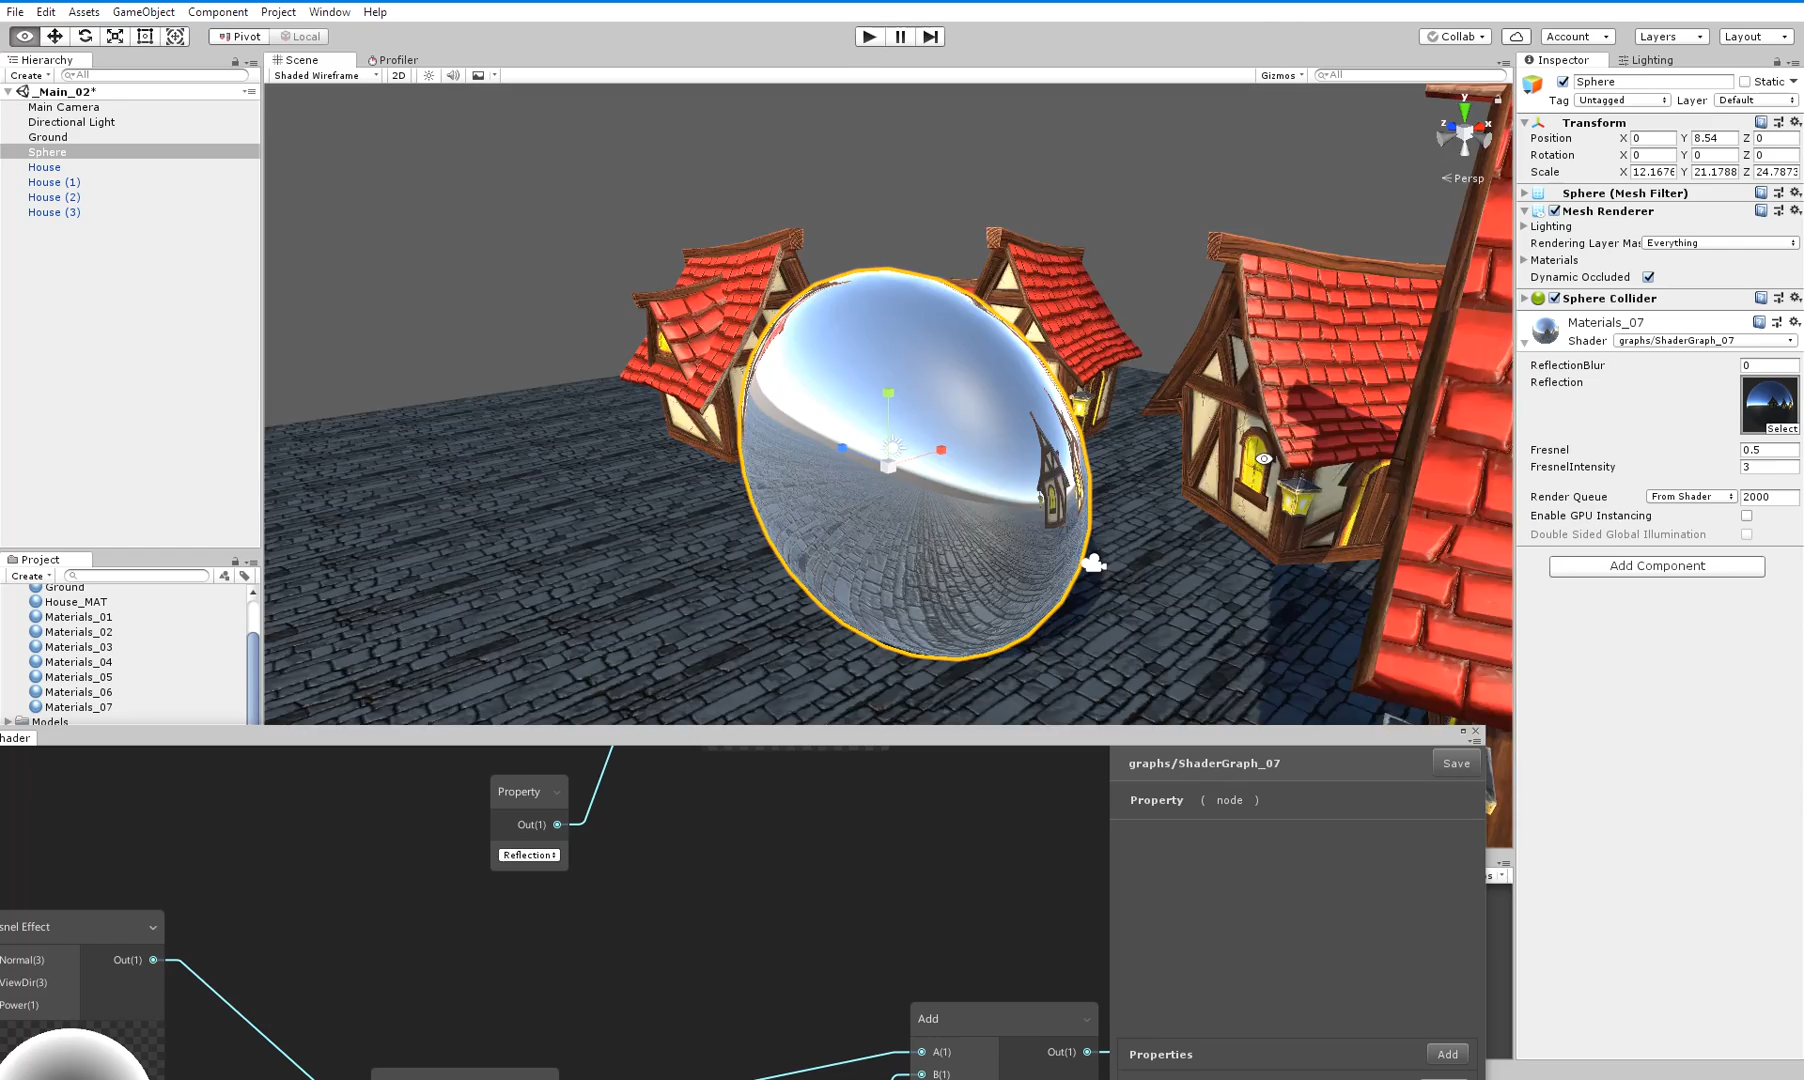 File Edit Assets GameObject Component Project Window Help
Pivot Local
Collab Account Layers Layout
Hierarchy
Create All
_Main_02*
Main Camera
Directional Light
Ground
Sphere
House
House (1)
House (2)
House (3)
Scene Profiler
Shaded Wireframe 2D Gizmos All
y
z x
Persp
Inspector Lighting
Sphere Static
Tag Untagged Layer Default
Transform
Position X 0 Y 8.54 Z 0
Rotation X 0 Y 0 Z 0
Scale X 12.1676 Y 21.1788 Z 24.7873
Sphere (Mesh Filter)
Mesh Renderer
Lighting
Rendering Layer Mas Everything
Materials
Dynamic Occluded
Sphere Collider
Materials_07
Shader graphs/ShaderGraph_07
ReflectionBlur 0
Reflection
Select
Fresnel 0.5
FresnelIntensity 3
Render Queue From Shader 2000
Enable GPU Instancing
Double Sided Global Illumination
Add Component
Project
Create
Ground
House_MAT
Materials_01
Materials_02
Materials_03
Materials_04
Materials_05
Materials_06
Materials_07
Models
hader
Property
Out(1)
Reflection
snel Effect
Normal(3) Out(1)
ViewDir(3)
Power(1)
Add
A(1) Out(1)
B(1)
graphs/ShaderGraph_07 Save
Property ( node )
Properties Add